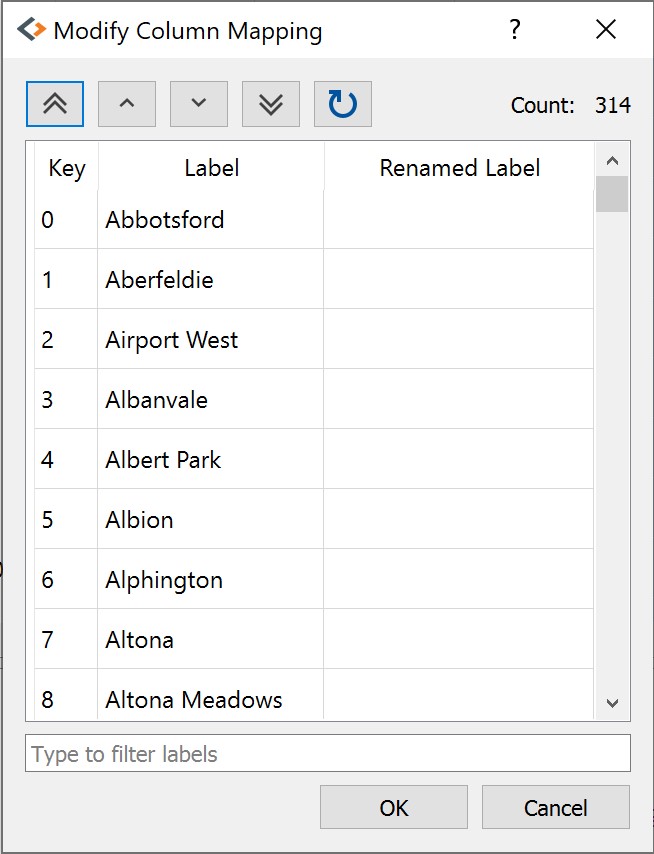 Modify Column Mapping ?
Count: 314
Key Label Renamed Label
0 Abbotsford
1 Aberfeldie
2 Airport West
3 Albanvale
4 Albert Park
5 Albion
6 Alphington
7 Altona
8 Altona Meadows
Type to filter labels
OK Cancel